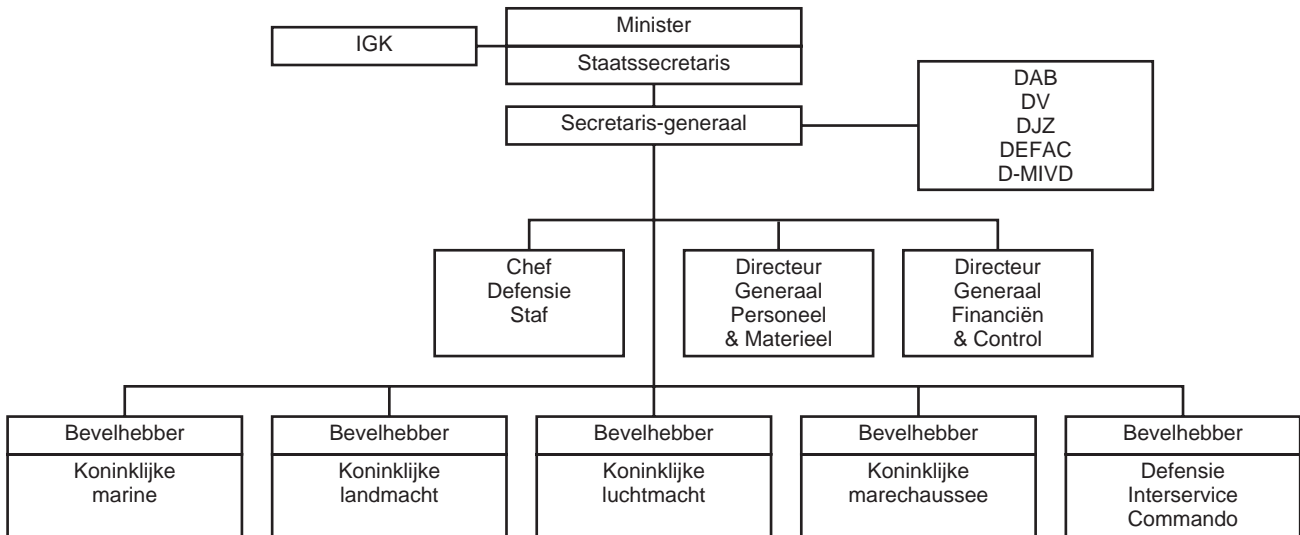 Minister
IGK
Staatssecretaris
DAB
DV
DJZ
DEFAC
D-MIVD
Secretaris-generaal
Chef
Defensie
Staf
Directeur
Generaal
Personeel
& Materieel
Directeur
Generaal
Financiën
& Control
Bevelhebber
Koninklijke
marine
Bevelhebber
Koninklijke
landmacht
Bevelhebber
Koninklijke
luchtmacht
Bevelhebber
Koninklijke
marechaussee
Bevelhebber
Defensie
Interservice
Commando